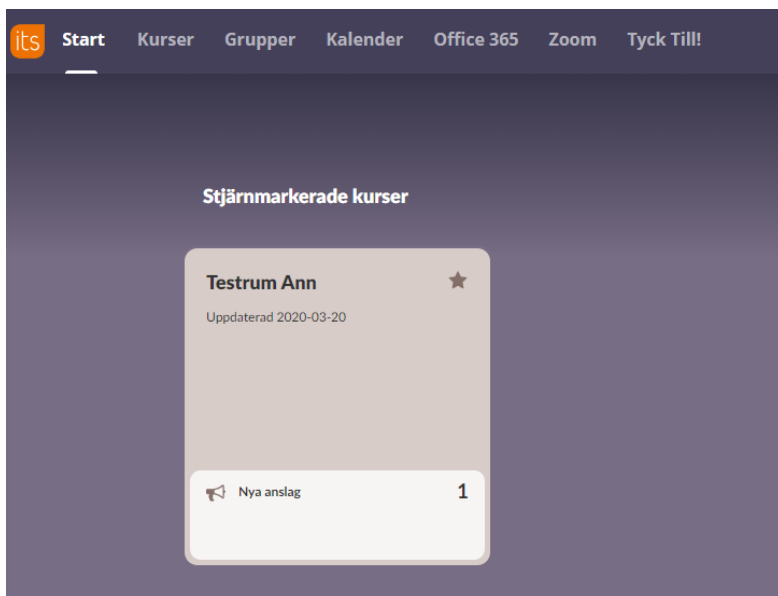 its Start Kurser Grupper Kalender Office 365 Zoom Tyck Till!
Stjärnmarkerade kurser
Testrum Ann
Uppdaterad 2020-03-20
Nya anslag 1